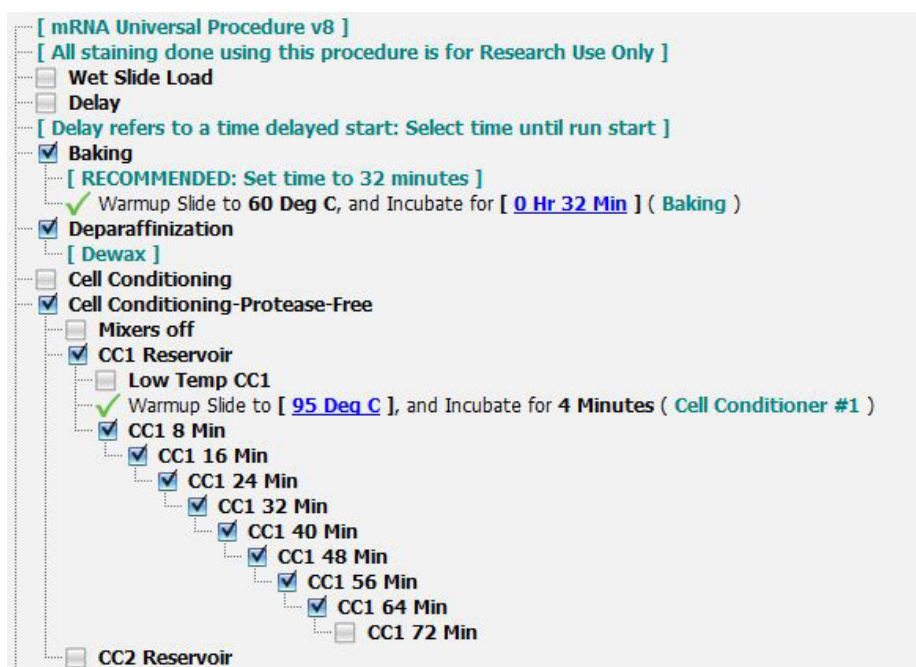 [ mRNA Universal Procedure v8 ]
[ All staining done using this procedure is for Research Use Only ]
Wet Slide Load
Delay
[ Delay refers to a time delayed start: Select time until run start ]
Baking
[ RECOMMENDED: Set time to 32 minutes ]
Warmup Slide to 60 Deg C, and Incubate for [ 0 Hr 32 Min ] ( Baking )
Deparaffinization
[ Dewax ]
Cell Conditioning
Cell Conditioning-Protease-Free
Mixers off
CC1 Reservoir
Low Temp CC1
Warmup Slide to [ 95 Deg C ], and Incubate for 4 Minutes ( Cell Conditioner #1 )
CC1 8 Min
CC1 16 Min
CC1 24 Min
CC1 32 Min
CC1 40 Min
CC1 48 Min
CC1 56 Min
CC1 64 Min
CC1 72 Min
CC2 Reservoir